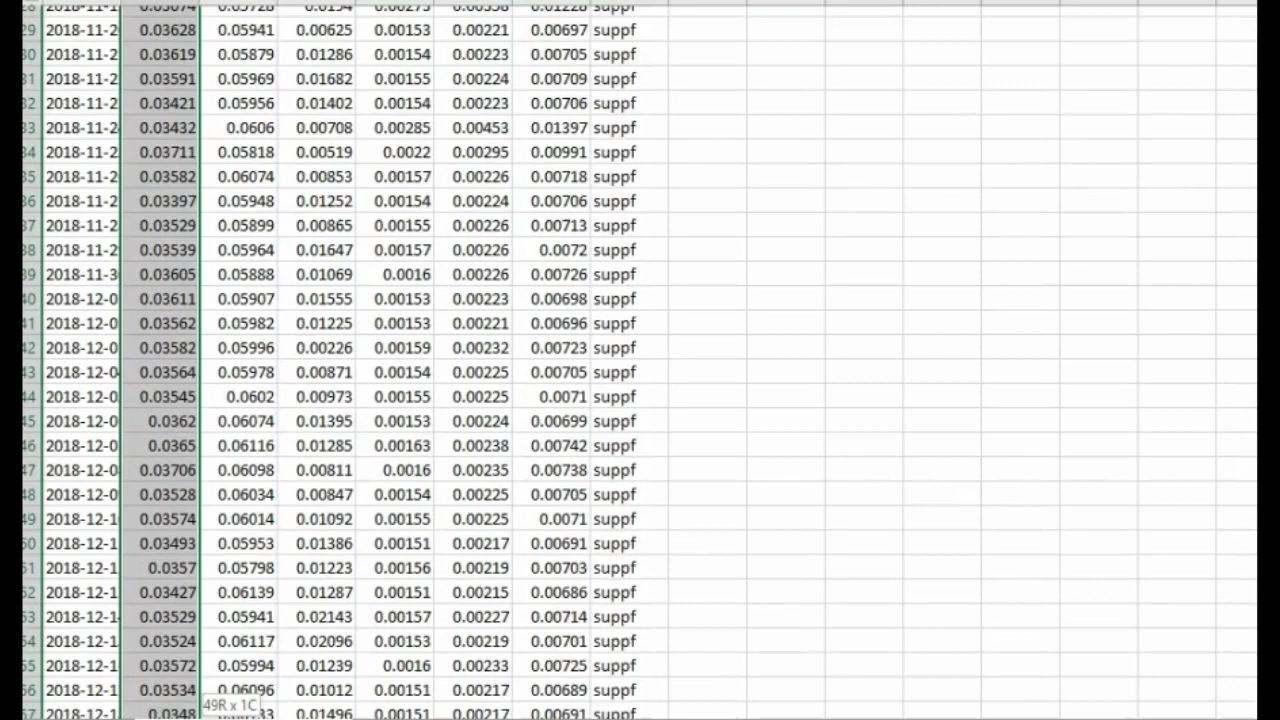 29 2018-11-2 0.03628 0.05941 0.00625 0.00153 0.00221 0.00697 suppf
30 2018-11-2 0.03619 0.05879 0.01286 0.00154 0.00223 0.00705 suppf
31 2018-11-2 0.03591 0.05969 0.01682 0.00155 0.00224 0.00709 suppf
32 2018-11-2 0.03421 0.05956 0.01402 0.00154 0.00223 0.00706 suppf
33 2018-11-2 0.03432 0.0606 0.00708 0.00285 0.00453 0.01397 suppf
34 2018-11-2 0.03711 0.05818 0.00519 0.0022 0.00295 0.00991 suppf
35 2018-11-2 0.03582 0.06074 0.00853 0.00157 0.00226 0.00718 suppf
36 2018-11-2 0.03397 0.05948 0.01252 0.00154 0.00224 0.00706 suppf
37 2018-11-2 0.03529 0.05899 0.00865 0.00155 0.00226 0.00713 suppf
38 2018-11-2 0.03539 0.05964 0.01647 0.00157 0.00226 0.0072 suppf
39 2018-11-3 0.03605 0.05888 0.01069 0.0016 0.00226 0.00726 suppf
40 2018-12-0 0.03611 0.05907 0.01555 0.00153 0.00223 0.00698 suppf
41 2018-12-0 0.03562 0.05982 0.01225 0.00153 0.00221 0.00696 suppf
42 2018-12-0 0.03582 0.05996 0.00226 0.00159 0.00232 0.00723 suppf
43 2018-12-0 0.03564 0.05978 0.00871 0.00154 0.00225 0.00705 suppf
44 2018-12-0 0.03545 0.0602 0.00973 0.00155 0.00225 0.0071 suppf
45 2018-12-0 0.0362 0.06074 0.01395 0.00153 0.00224 0.00699 suppf
46 2018-12-0 0.0365 0.06116 0.01285 0.00163 0.00238 0.00742 suppf
47 2018-12-0 0.03706 0.06098 0.00811 0.0016 0.00235 0.00738 suppf
48 2018-12-0 0.03528 0.06034 0.00847 0.00154 0.00225 0.00705 suppf
49 2018-12-1 0.03574 0.06014 0.01092 0.00155 0.00225 0.0071 suppf
50 2018-12-1 0.03493 0.05953 0.01386 0.00151 0.00217 0.00691 suppf
51 2018-12-1 0.0357 0.05798 0.01223 0.00156 0.00219 0.00703 suppf
52 2018-12-1 0.03427 0.06139 0.01287 0.00151 0.00215 0.00686 suppf
53 2018-12-1 0.03529 0.05941 0.02143 0.00157 0.00227 0.00714 suppf
54 2018-12-1 0.03524 0.06117 0.02096 0.00153 0.00219 0.00701 suppf
55 2018-12-1 0.03572 0.05994 0.01239 0.0016 0.00233 0.00725 suppf
56 2018-12-1 0.03534 0.06096 0.01012 0.00151 0.00217 0.00689 suppf
49R x 1C
57 2018-12-1 0.0348 0.01496 0.00151 0.00217 0.00691 suppf